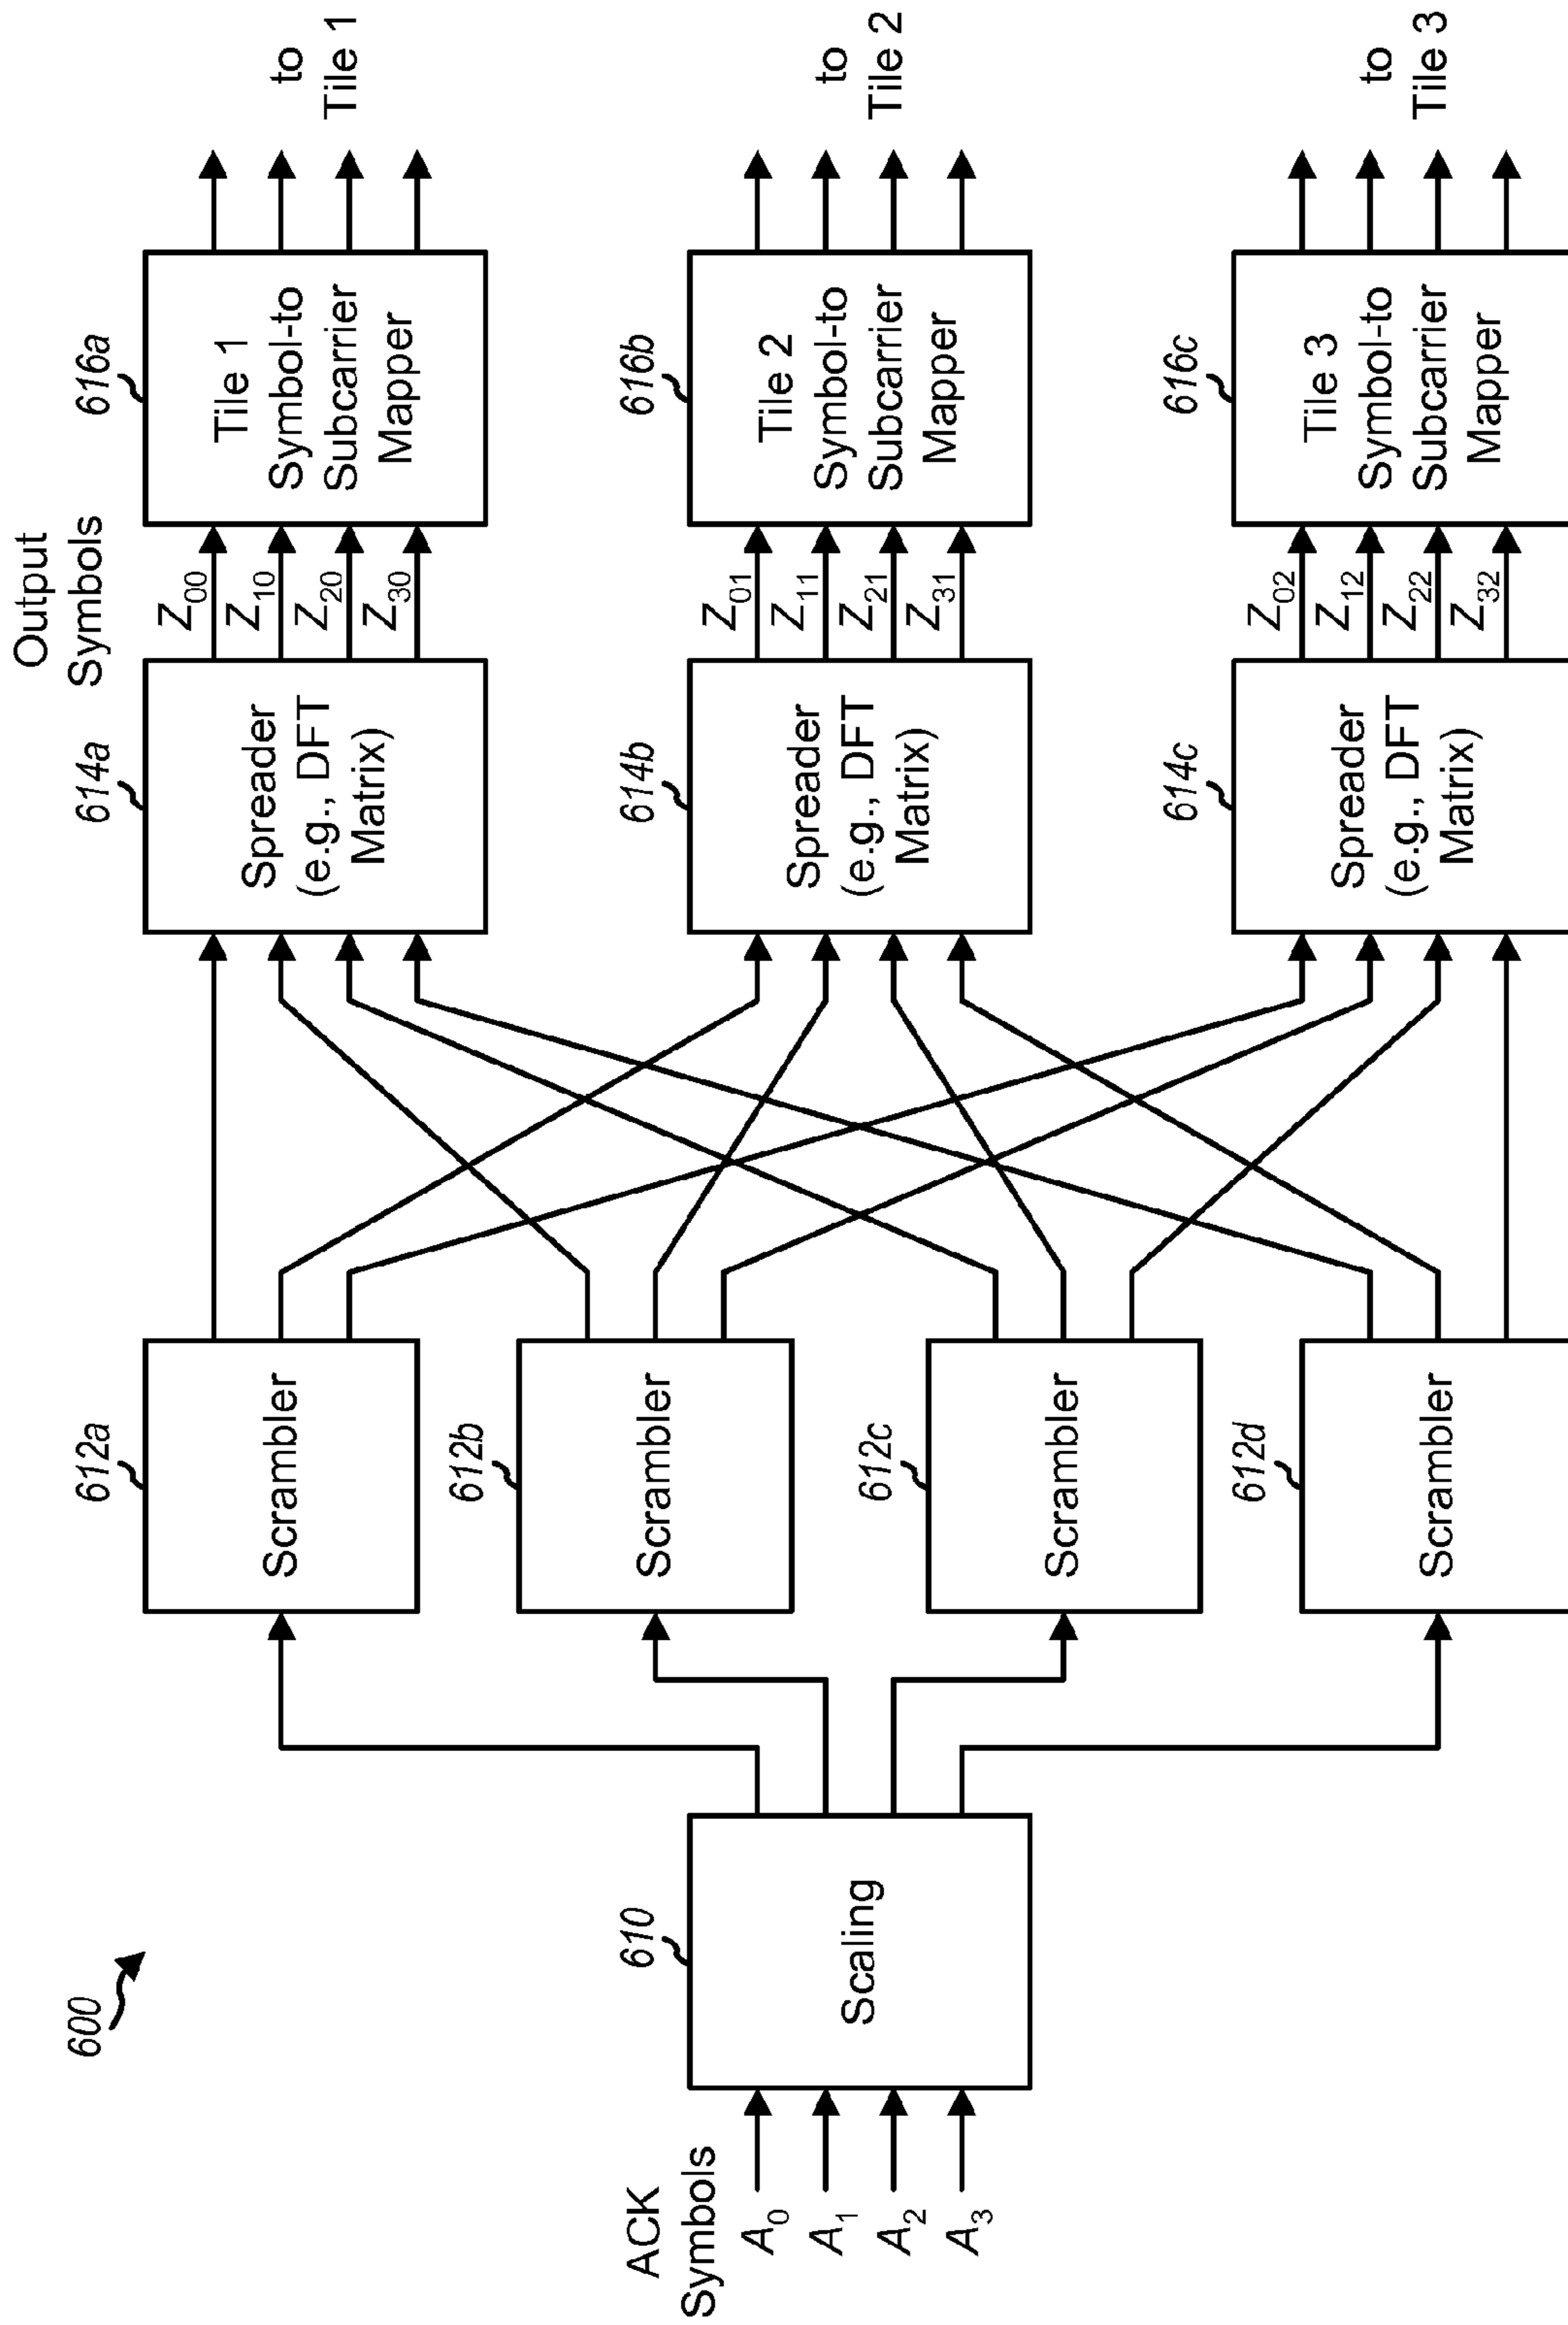 600
ACK
Symbols
A0
A1
A2
A3
610
Scaling
612a
Scrambler
612b
Scrambler
612c
Scrambler
612d
Scrambler
614a
Spreader
(e.g., DFT
Matrix)
614b
Spreader
(e.g., DFT
Matrix)
614c
Spreader
(e.g., DFT
Matrix)
Output
Symbols
Z00
Z10
Z20
Z30
Z01
Z11
Z21
Z31
Z02
Z12
Z22
Z32
616a
Tile 1
Symbol-to
Subcarrier
Mapper
616b
Tile 2
Symbol-to
Subcarrier
Mapper
616c
Tile 3
Symbol-to
Subcarrier
Mapper
to
Tile 1
to
Tile 2
to
Tile 3